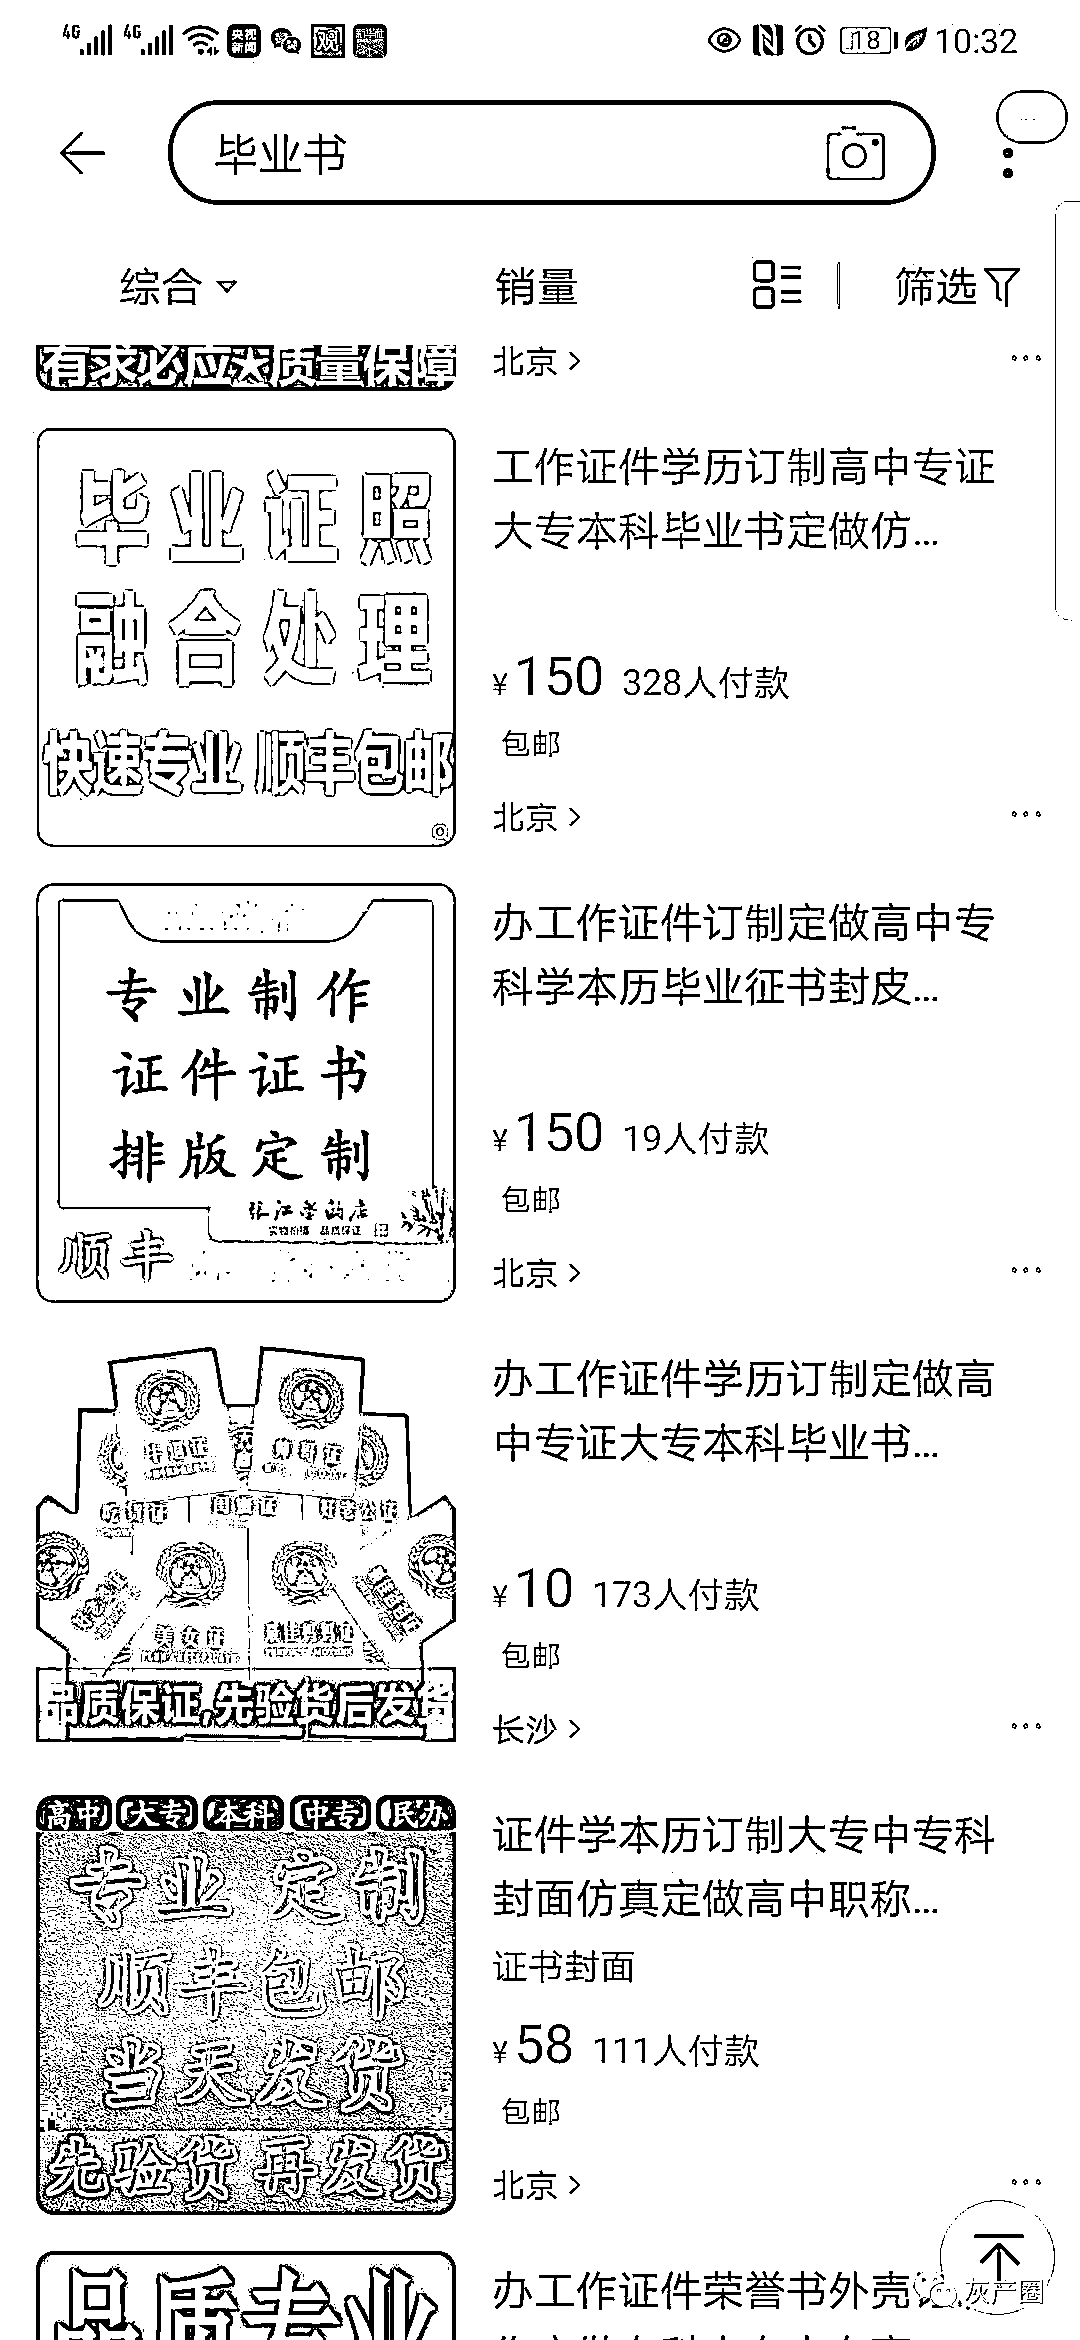 4G 4G 央视新闻 观 18 10:32
毕业书
综合 销量 筛选
有求必应 质量保障
北京 >
毕业证照
融合处理
快速专业 顺丰包邮
工作证件学历订制高中专证
大专本科毕业书定做仿...
¥150 328人付款
包邮
北京 >
专业制作
证件证书
排版定制
顺丰
办工作证件订制定做高中专
科学本历毕业征书封皮...
¥150 19人付款
包邮
北京 >
美女证
品质保证,先验货后发货
办工作证件学历订制定做高
中专证大专本科毕业书...
¥10 173人付款
包邮
长沙 >
高中 大专 本科 中专 民办
专业 定制
顺丰包邮
当天发货
先验货 再发货
证件学本历订制大专中专科
封面仿真定做高中职称...
证书封面
¥58 111人付款
包邮
北京 >
品质专业
办工作证件荣誉书外壳
灰产圈